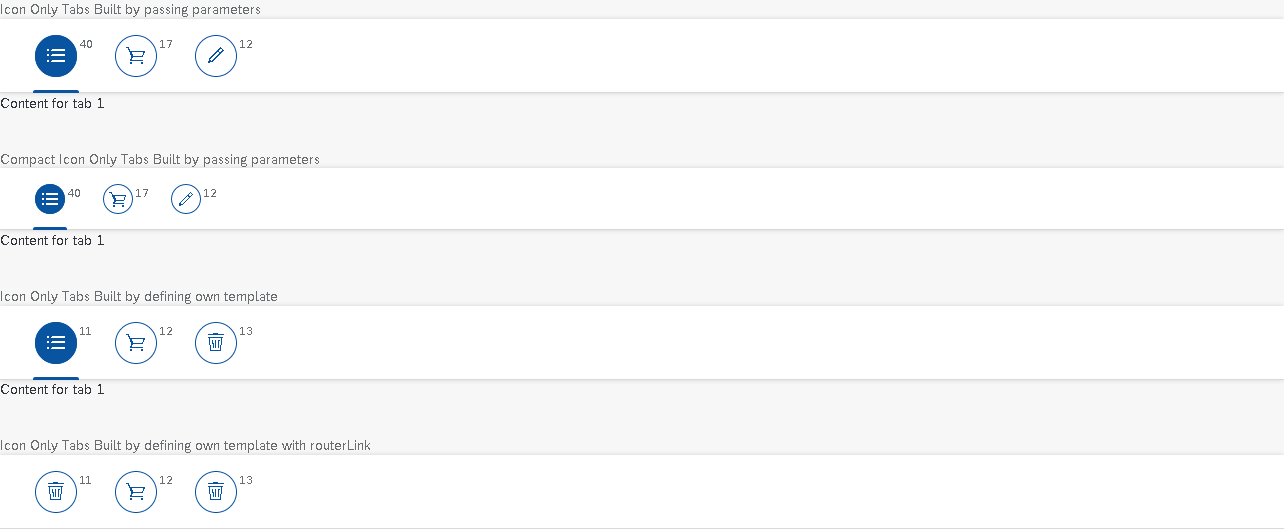 Icon Only Tabs Built by passing parameters
40 17 12
Content for tab 1
Compact Icon Only Tabs Built by passing parameters
40 17 12
Content for tab 1
Icon Only Tabs Built by defining own template
11 12 13
Content for tab 1
Icon Only Tabs Built by defining own template with routerLink
11 12 13